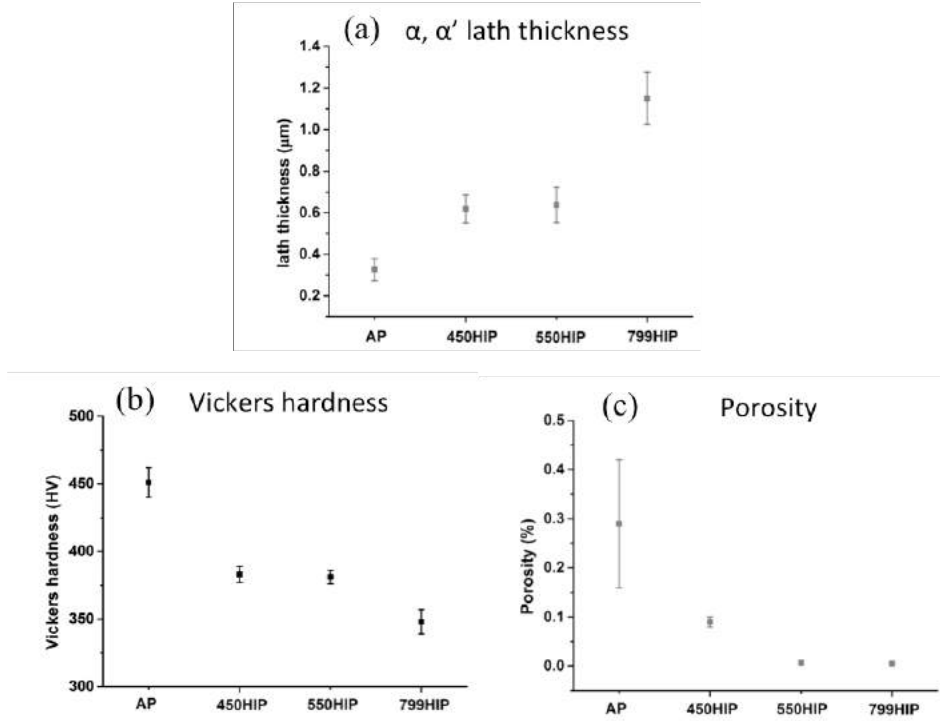 (a) α, α' lath thickness
1.4
1.2
1.0
0.8
0.6
0.4
0.2
lath thickness (µm)
AP 450HIP 550HIP 799HIP
(b) Vickers hardness
500
450
400
350
300
Vickers hardness (HV)
AP 450HIP 550HIP 799HIP
(c) Porosity
0.5
0.4
0.3
0.2
0.1
0.0
Porosity (%)
AP 450HIP 550HIP 799HIP